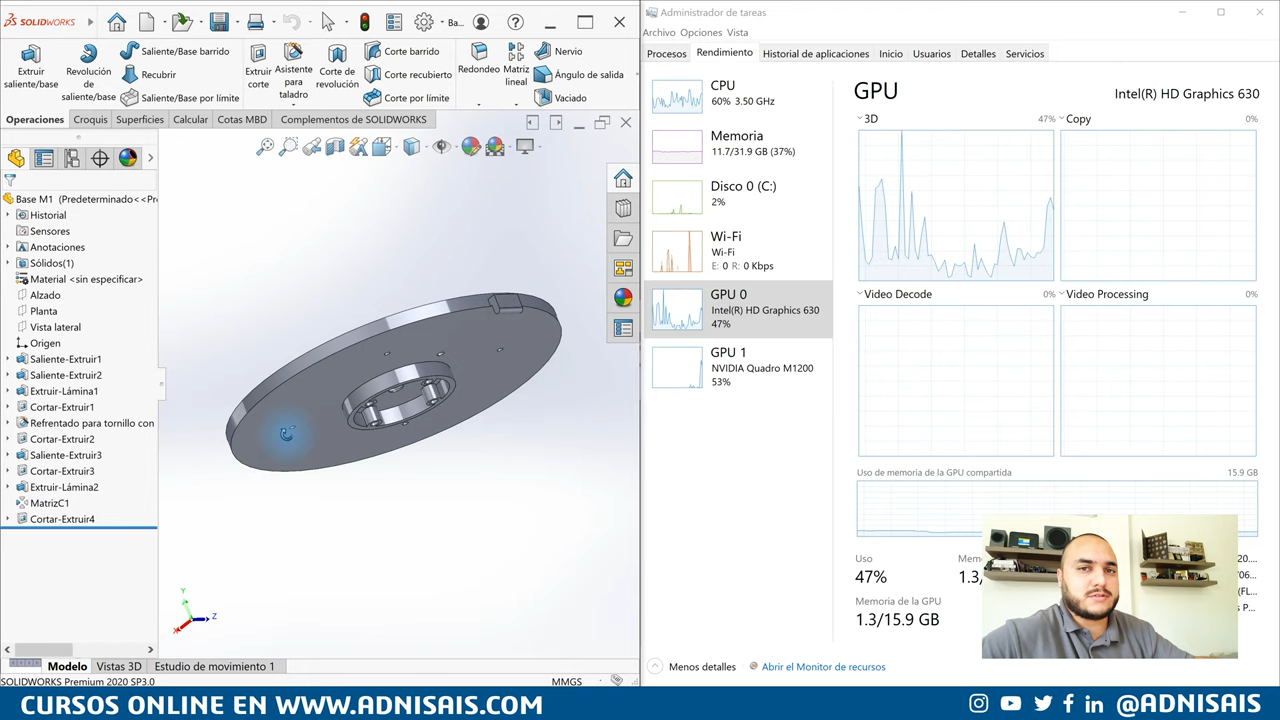 SOLIDWORKS
Ba...
Extruir saliente/base
Revolución de saliente/base
Saliente/Base barrido
Recubrir
Saliente/Base por límite
Extruir corte
Asistente para taladro
Corte de revolución
Corte barrido
Corte recubierto
Corte por límite
Redondeo
Matriz lineal
Nervio
Ángulo de salida
Vaciado
Operaciones
Croquis
Superficies
Calcular
Cotas MBD
Complementos de SOLIDWORKS
Base M1 (Predeterminado<<Pr
Historial
Sensores
Anotaciones
Sólidos(1)
Material <sin especificar>
Alzado
Planta
Vista lateral
Origen
Saliente-Extruir1
Saliente-Extruir2
Extruir-Lámina1
Cortar-Extruir1
Refrentado para tornillo con
Cortar-Extruir2
Saliente-Extruir3
Cortar-Extruir3
Extruir-Lámina2
MatrizC1
Cortar-Extruir4
Y
Z
X
Modelo
Vistas 3D
Estudio de movimiento 1
SOLIDWORKS Premium 2020 SP3.0
MMGS
Administrador de tareas
Archivo Opciones Vista
Procesos
Rendimiento
Historial de aplicaciones
Inicio
Usuarios
Detalles
Servicios
CPU
60% 3.50 GHz
Memoria
11.7/31.9 GB (37%)
Disco 0 (C:)
2%
Wi-Fi
Wi-Fi
E: 0 R: 0 Kbps
GPU 0
Intel(R) HD Graphics 630
47%
GPU 1
NVIDIA Quadro M1200
53%
GPU
Intel(R) HD Graphics 630
3D
47%
Copy
0%
Video Decode
0%
Video Processing
0%
Uso de memoria de la GPU compartida
15.9 GB
Uso
47%
Mem
1.3/
Memoria de la GPU
1.3/15.9 GB
20...
/06...
(FL...
s P...
Menos detalles
Abrir el Monitor de recursos
CURSOS ONLINE EN WWW.ADNISAIS.COM
@ADNISAIS